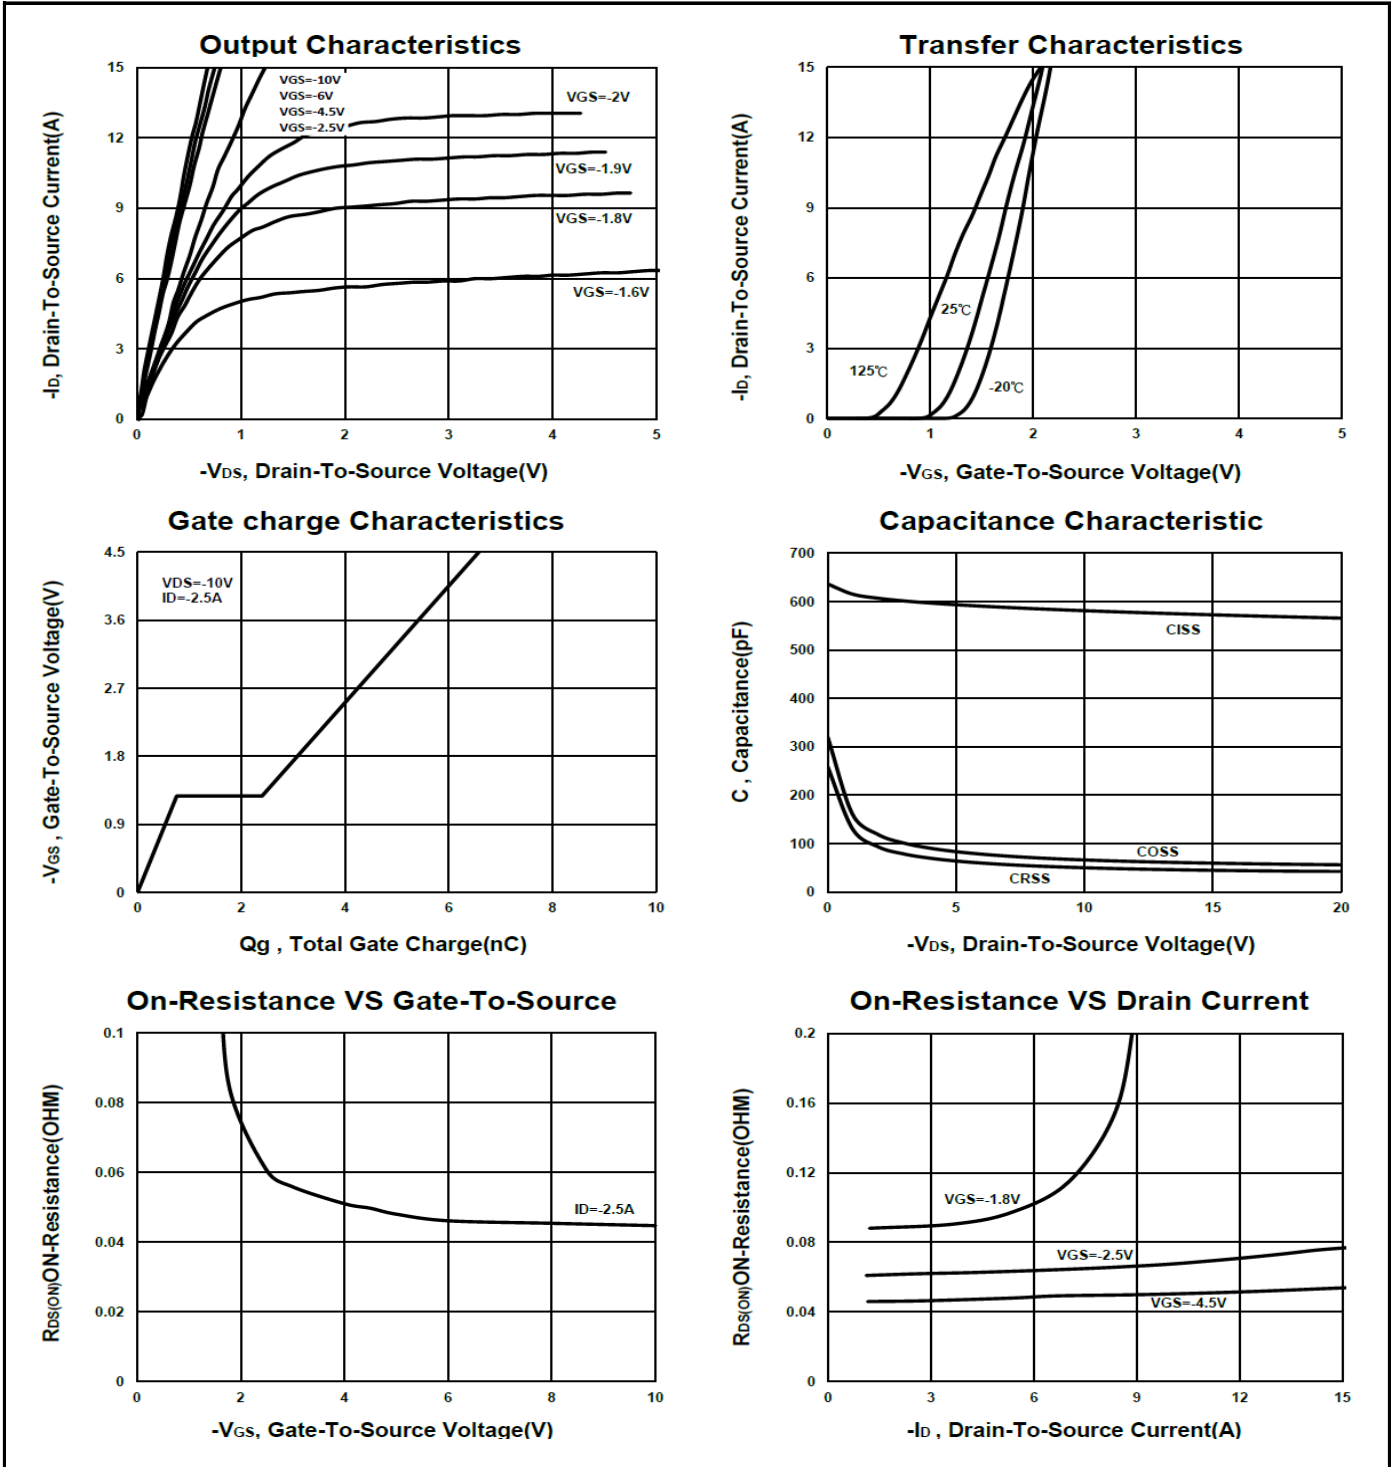 Output Characteristics
15
12
9
6
3
0
0 1 2 3 4 5
VGS=-10V
VGS=-6V
VGS=-4.5V
VGS=-2.5V
VGS=-2V
VGS=-1.9V
VGS=-1.8V
VGS=-1.6V
-ID, Drain-To-Source Current(A)
-VDS, Drain-To-Source Voltage(V)
Transfer Characteristics
15
12
9
6
3
0
0 1 2 3 4 5
25℃
125℃
-20℃
-ID, Drain-To-Source Current(A)
-VGS, Gate-To-Source Voltage(V)
Gate charge Characteristics
4.5
3.6
2.7
1.8
0.9
0
0 2 4 6 8 10
VDS=-10V
ID=-2.5A
-VGS , Gate-To-Source Voltage(V)
Qg , Total Gate Charge(nC)
Capacitance Characteristic
700
600
500
400
300
200
100
0
0 5 10 15 20
CISS
COSS
CRSS
C , Capacitance(pF)
-VDS, Drain-To-Source Voltage(V)
On-Resistance VS Gate-To-Source
0.1
0.08
0.06
0.04
0.02
0
0 2 4 6 8 10
ID=-2.5A
RDS(ON)ON-Resistance(OHM)
-VGS, Gate-To-Source Voltage(V)
On-Resistance VS Drain Current
0.2
0.16
0.12
0.08
0.04
0
0 3 6 9 12 15
VGS=-1.8V
VGS=-2.5V
VGS=-4.5V
RDS(ON)ON-Resistance(OHM)
-ID , Drain-To-Source Current(A)